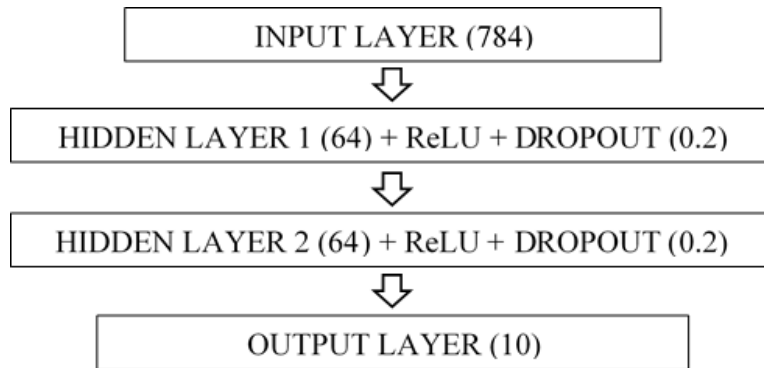 INPUT LAYER (784)
HIDDEN LAYER 1 (64) + ReLU + DROPOUT (0.2)
HIDDEN LAYER 2 (64) + ReLU + DROPOUT (0.2)
OUTPUT LAYER (10)